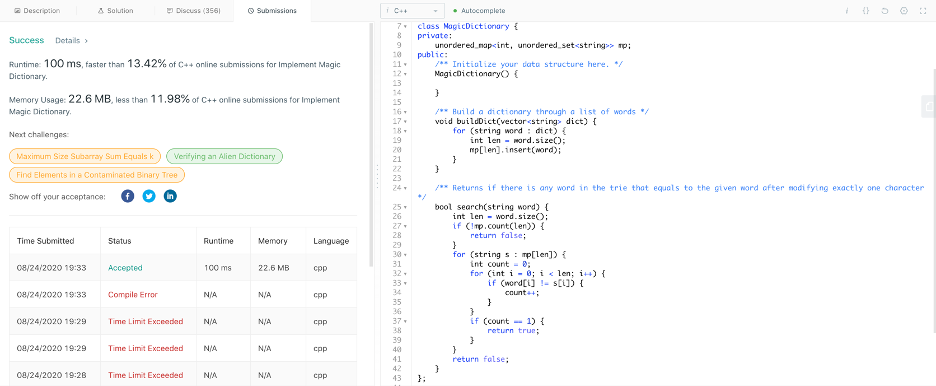 Description
Solution
Discuss (356)
Submissions
Success
Details >
Runtime: 100 ms, faster than 13.42% of C++ online submissions for Implement Magic
Dictionary.
Memory Usage: 22.6 MB, less than 11.98% of C++ online submissions for Implement
Magic Dictionary.
Next challenges:
Maximum Size Subarray Sum Equals k
Verifying an Alien Dictionary
Find Elements in a Contaminated Binary Tree
Show off your acceptance:
Time Submitted Status Runtime Memory Language
08/24/2020 19:33 Accepted 100 ms 22.6 MB cpp
08/24/2020 19:33 Compile Error N/A N/A cpp
08/24/2020 19:29 Time Limit Exceeded N/A N/A cpp
08/24/2020 19:29 Time Limit Exceeded N/A N/A cpp
08/24/2020 19:28 Time Limit Exceeded N/A N/A cpp
i C++
Autocomplete
i {}
7 class MagicDictionary {
8 private:
9 unordered_map<int, unordered_set<string>> mp;
10 public:
11 /** Initialize your data structure here. */
12 MagicDictionary() {
13
14 }
15
16 /** Build a dictionary through a list of words */
17 void buildDict(vector<string> dict) {
18 for (string word : dict) {
19 int len = word.size();
20 mp[len].insert(word);
21 }
22 }
23
24 /** Returns if there is any word in the trie that equals to the given word after modifying exactly one character
*/
25 bool search(string word) {
26 int len = word.size();
27 if (!mp.count(len)) {
28 return false;
29 }
30 for (string s : mp[len]) {
31 int count = 0;
32 for (int i = 0; i < len; i++) {
33 if (word[i] != s[i]) {
34 count++;
35 }
36 }
37 if (count == 1) {
38 return true;
39 }
40 }
41 return false;
42 }
43 };